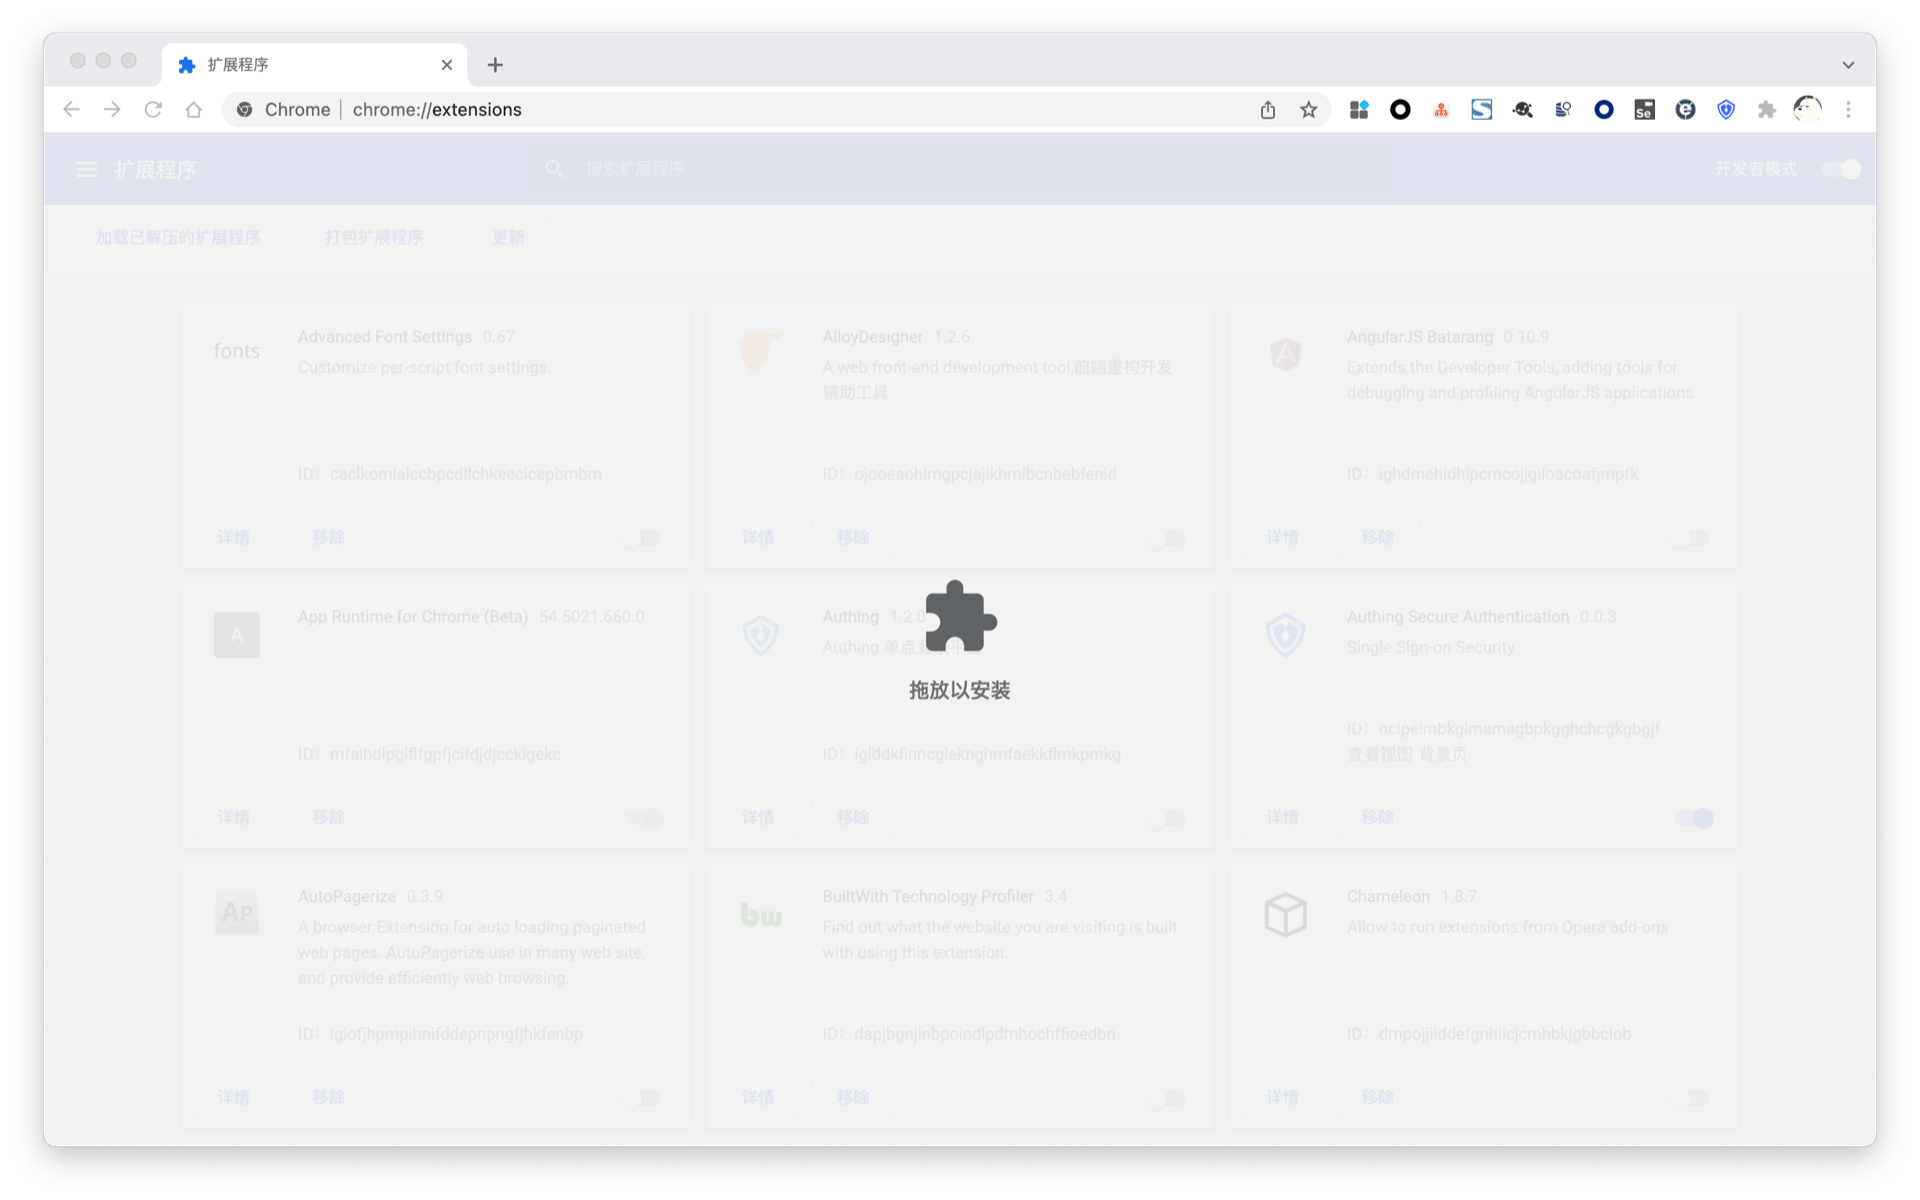 扩展程序
Chrome | chrome://extensions
扩展程序
搜索扩展程序
开发者模式
加载已解压的扩展程序
打包扩展程序
更新
fonts
Advanced Font Settings 0.67
Customize per-script font settings.
ID: caclkomlalccbpcdllchkeecicepbmbm
详情
移除
AlloyDesigner 1.2.6
A web front-end development tool,前端重构开发
辅助工具
ID: ojooeaohlmgpcjajikhmibcnbebfenid
详情
移除
AngularJS Batarang 0.10.9
Extends the Developer Tools, adding tools for
debugging and profiling AngularJS applications.
ID: ighdmehidhipcmcojjgiloacoafjmpfk
详情
移除
A
App Runtime for Chrome (Beta) 54.5021.660.0
ID: mfaihdlpglflfgpfjcifdjdjcckigekc
详情
移除
Authing 1.2.0
Authing 单点登录平台
拖放以安装
ID: iglddkfinncgleknghmfaekkflmkpmkg
详情
移除
Authing Secure Authentication 0.0.3
Single Sign-on Security
ID: ncipeimbkgimamagbpkgghchcgkgbgjf
查看视图 背景页
详情
移除
AP
AutoPagerize 0.3.9
A browser Extension for auto loading paginated
web pages. AutoPagerize use in many web site,
and provide efficiently web browsing.
ID: igiofjhpmpihnifddepnpngfjhkfenbp
详情
移除
bw
BuiltWith Technology Profiler 3.4
Find out what the website you are visiting is built
with using this extension.
ID: dapjbgnjinbpoindlpdmhochffioedbn
详情
移除
Chameleon 1.8.7
Allow to run extensions from Opera add-ons
ID: dmpojjilddefgnhiicjcmhbkjgbbclob
详情
移除